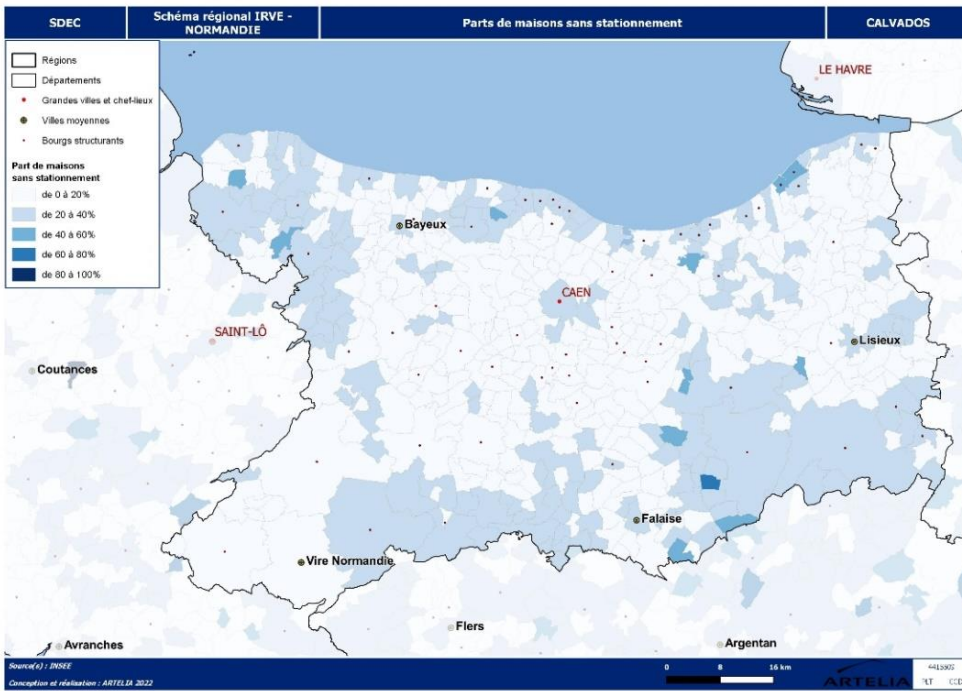 SDEC
Schéma régional IRVE -
NORMANDIE
Parts de maisons sans stationnement
CALVADOS
Régions
Départements
Grandes villes et chef-lieux
Villes moyennes
Bourgs structurants
Part de maisons
sans stationnement
de 0 à 20%
de 20 à 40%
de 40 à 60%
de 60 à 80%
de 80 à 100%
LE HAVRE
Bayeux
CAEN
SAINT-LÔ
Lisieux
Coutances
Falaise
Vire Normandie
Flers
Argentan
Avranches
Source(s) : INSEE
Conception et réalisation : ARTELIA 2022
0 8 16 km
ARTELIA